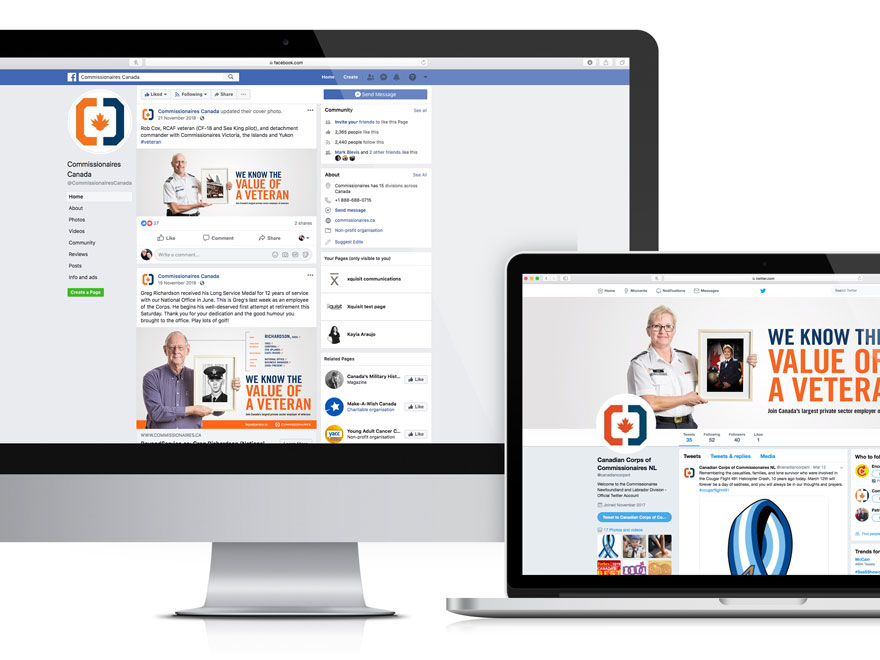 facebook.com
Commissionaires Canada
Home Create
Liked Following Share
Send Message
Commissionaires Canada
@CommissionairesCanada
Home
About
Photos
Videos
Community
Reviews
Posts
Info and ads
Create a Page
Commissionaires Canada updated their cover photo.
21 November 2018
Rob Cox, RCAF veteran (CF-18 and Sea King pilot), and detachment
commander with Commissionaires Victoria, the Islands and Yukon
#veteran
WE KNOW THE
VALUE OF
A VETERAN
27
2 shares
Like Comment Share
Write a comment...
Commissionaires Canada
15 November 2018
Greg Richardson received his Long Service Medal for 12 years of service
with our National Office in June. This is Greg's last week as an employee
of the Corps. He begins his well-deserved first attempt at retirement this
Saturday. Thank you for your dedication and the good humour you
brought to the office. Play lots of golf!
RICHARDSON,
WE KNOW THE
VALUE OF
A VETERAN
WWW.COMMISSIONAIRES.CA
Community See all
Invite your friends to like this Page
2,365 people like this
2,440 people follow this
Mark Blevis and 2 other friends like this
About See All
Commissionaires has 15 divisions across
Canada
+1 888-688-0715
Send message
commissionaires.ca
Non-profit organisation
Suggest Edits
Your Pages (only visible to you)
xquisit communications
xquisit
Xquisit test page
Kayla Araujo
Related Pages
Canada's Military Hist...
Magazine
Like
Make-A-Wish Canada
Charitable organisation
Like
yacc
Young Adult Cancer C...
Non-profit organisation
Like
twitter.com
Home Moments Notifications Messages
Search Twitter
WE KNOW THE
VALUE OF
A VETERA
Join Canada's largest private sector employer o
Tweets Following Followers Likes
35 52 40 1
Canadian Corps of
Commissionaires NL
Welcome to the Commissionaires
Newfoundland and Labrador Division -
Official Twitter Account
Joined November 2017
Tweet to Canadian Corps of Co...
17 Photos and videos
Tweets Tweets & replies Media
Canadian Corps of Commissionaires NL Mar 12
Remembering the casualties, families, and lone survivor who were involved in
the Cougar Flight 491 Helicopter Crash, 10 years ago today. March 12th will
forever be a day of sadness, and you will always be in our thoughts and prayers.
#cougarflight491
Who to fo
Find people
Trends for
McCain